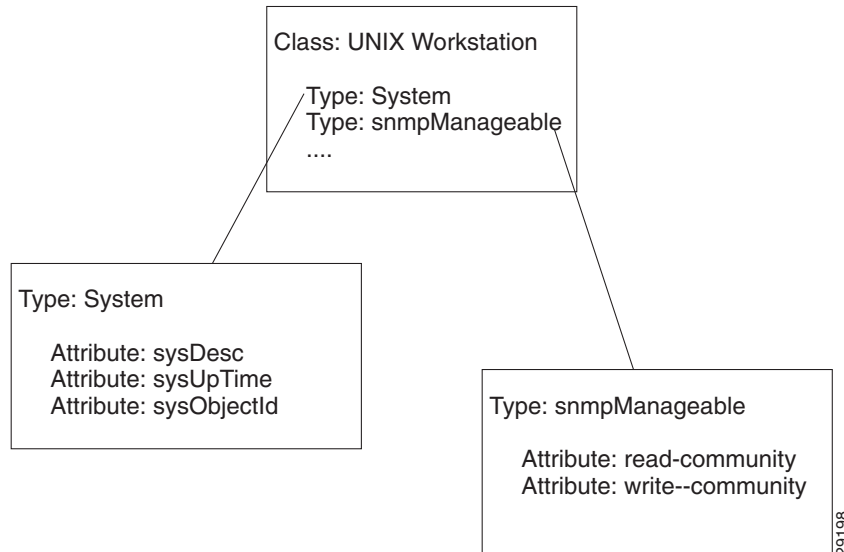 Class: UNIX Workstation
Type: System
Type: snmpManageable
....
Type: System
Attribute: sysDesc
Attribute: sysUpTime
Attribute: sysObjectId
Type: snmpManageable
Attribute: read-community
Attribute: write--community
29198